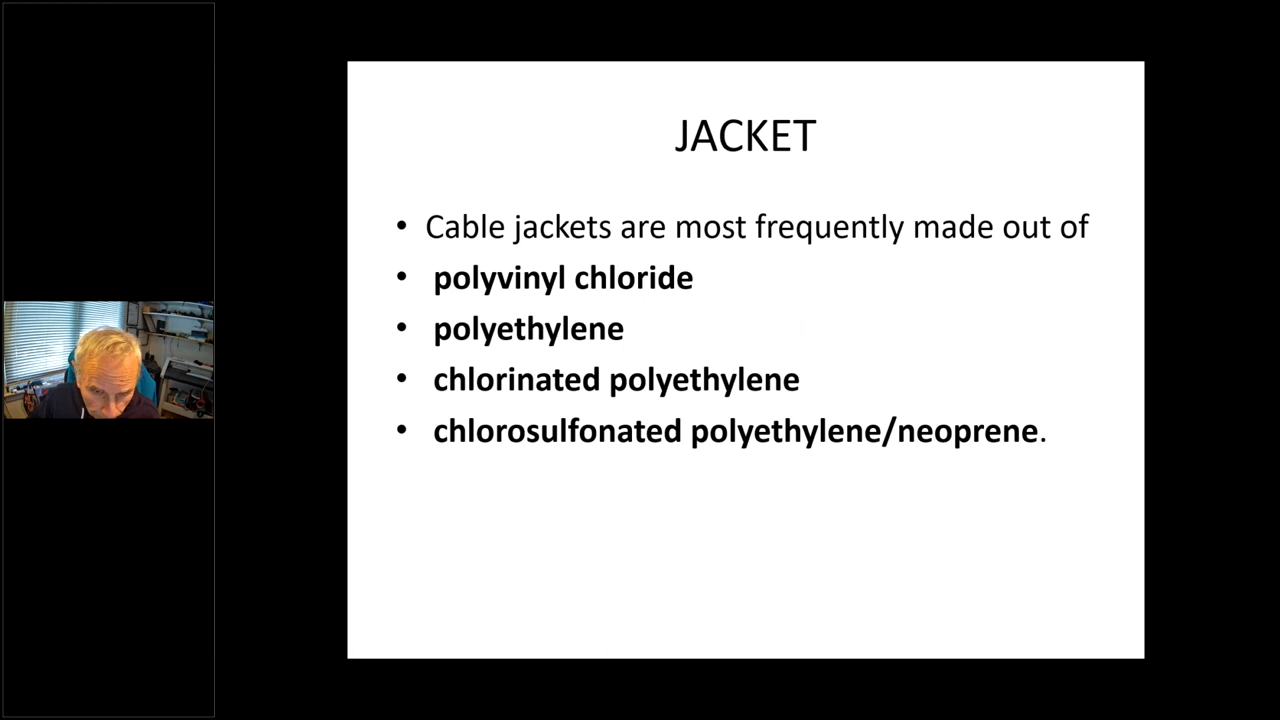 JACKET
• Cable jackets are most frequently made out of
• polyvinyl chloride
• polyethylene
• chlorinated polyethylene
• chlorosulfonated polyethylene/neoprene.